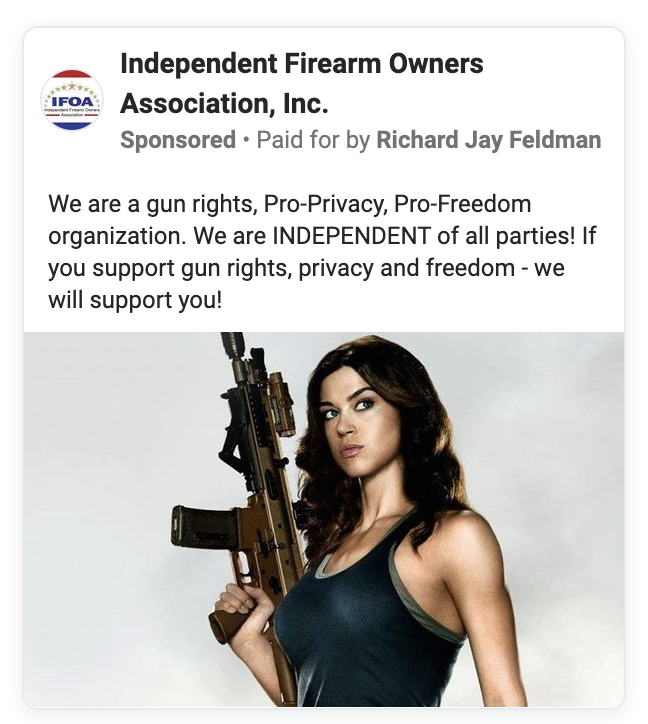 Independent Firearm Owners
Association, Inc.
Sponsored • Paid for by Richard Jay Feldman
IFOA
Independent Firearm Owners
Association
We are a gun rights, Pro-Privacy, Pro-Freedom
organization. We are INDEPENDENT of all parties! If
you support gun rights, privacy and freedom - we
will support you!